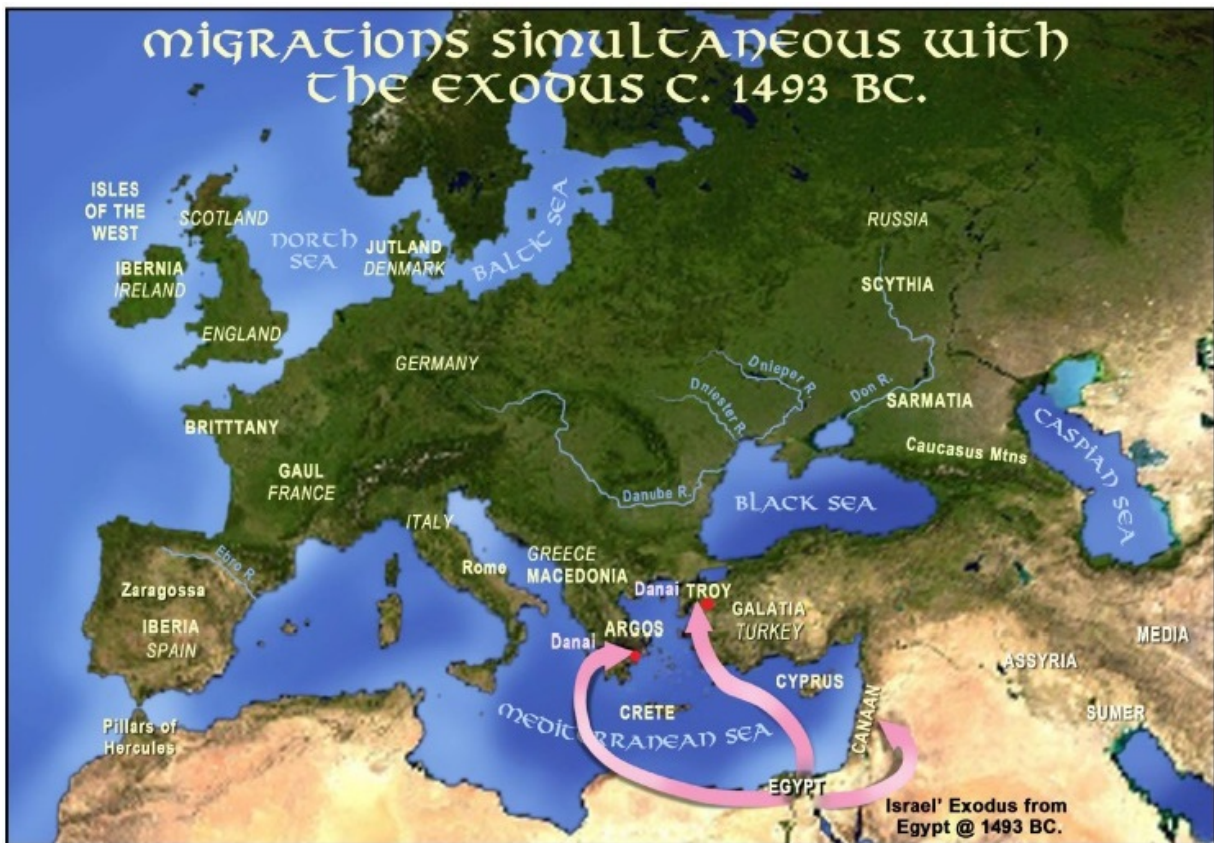 MIGRATIONS SIMULTANEOUS WITH
THE EXODUS C. 1493 BC.
ISLES
OF THE
WEST
SCOTLAND
NORTH
SEA
JUTLAND
DENMARK
BALTIC SEA
RUSSIA
IBERNIA
IRELAND
SCYTHIA
ENGLAND
GERMANY
Dnieper R.
Dniester R.
Don R.
SARMATIA
BRITTTANY
Caucasus Mtns
CASPIAN SEA
GAUL
FRANCE
Danube R.
BLACK SEA
ITALY
Ebro R.
GREECE
MACEDONIA
Rome
Zaragossa
Danai
TROY
GALATIA
TURKEY
IBERIA
SPAIN
ARGOS
Danai
MEDIA
ASSYRIA
CYPRUS
SUMER
CRETE
CANAAN
Pillars of
Hercules
MEDITERRANEAN SEA
EGYPT
Israel' Exodus from
Egypt @ 1493 BC.